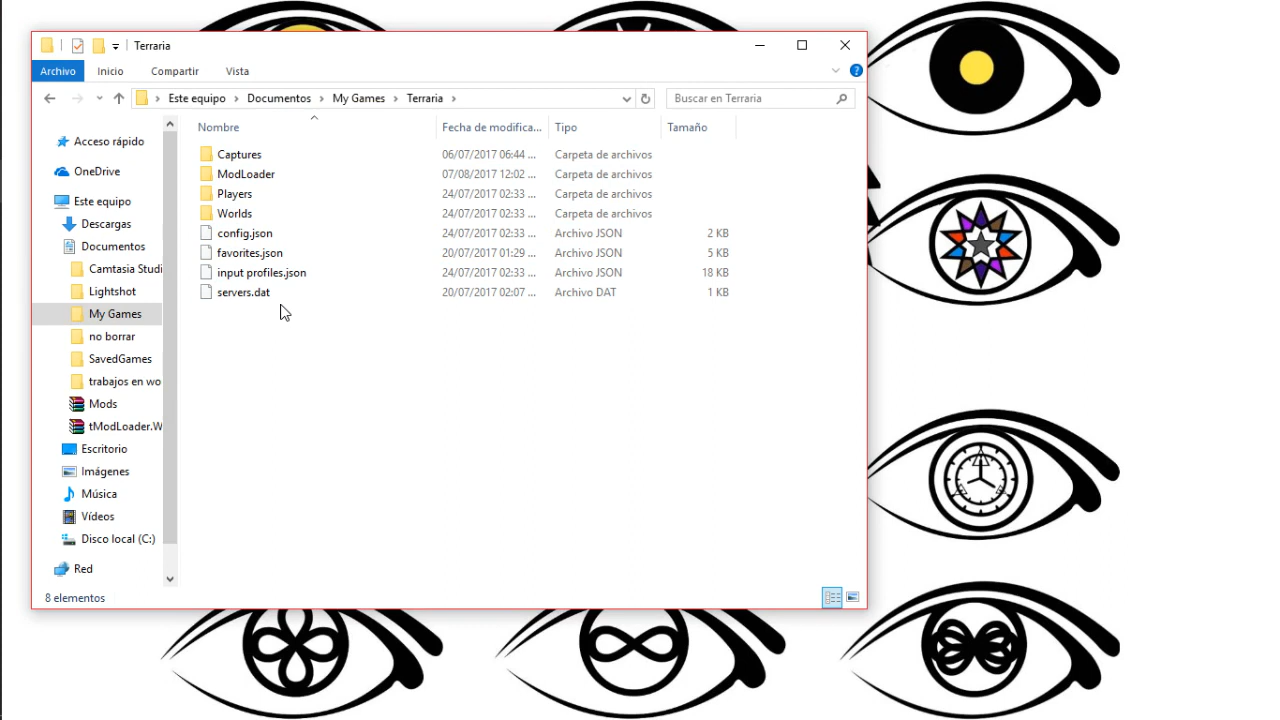 Terraria
Archivo Inicio Compartir Vista
Este equipo Documentos My Games Terraria Buscar en Terraria
Nombre Fecha de modifica... Tipo Tamaño
Captures 06/07/2017 06:44 ... Carpeta de archivos
ModLoader 07/08/2017 12:02 ... Carpeta de archivos
Players 24/07/2017 02:33 ... Carpeta de archivos
Worlds 24/07/2017 02:33 ... Carpeta de archivos
config.json 24/07/2017 02:33 ... Archivo JSON 2 KB
favorites.json 20/07/2017 01:29 ... Archivo JSON 5 KB
input profiles.json 24/07/2017 02:33 ... Archivo JSON 18 KB
servers.dat 20/07/2017 02:07 ... Archivo DAT 1 KB
Acceso rápido
OneDrive
Este equipo
Descargas
Documentos
Camtasia Studi
Lightshot
My Games
no borrar
SavedGames
trabajos en wo
Mods
tModLoader.W
Escritorio
Imágenes
Música
Vídeos
Disco local (C:)
Red
8 elementos